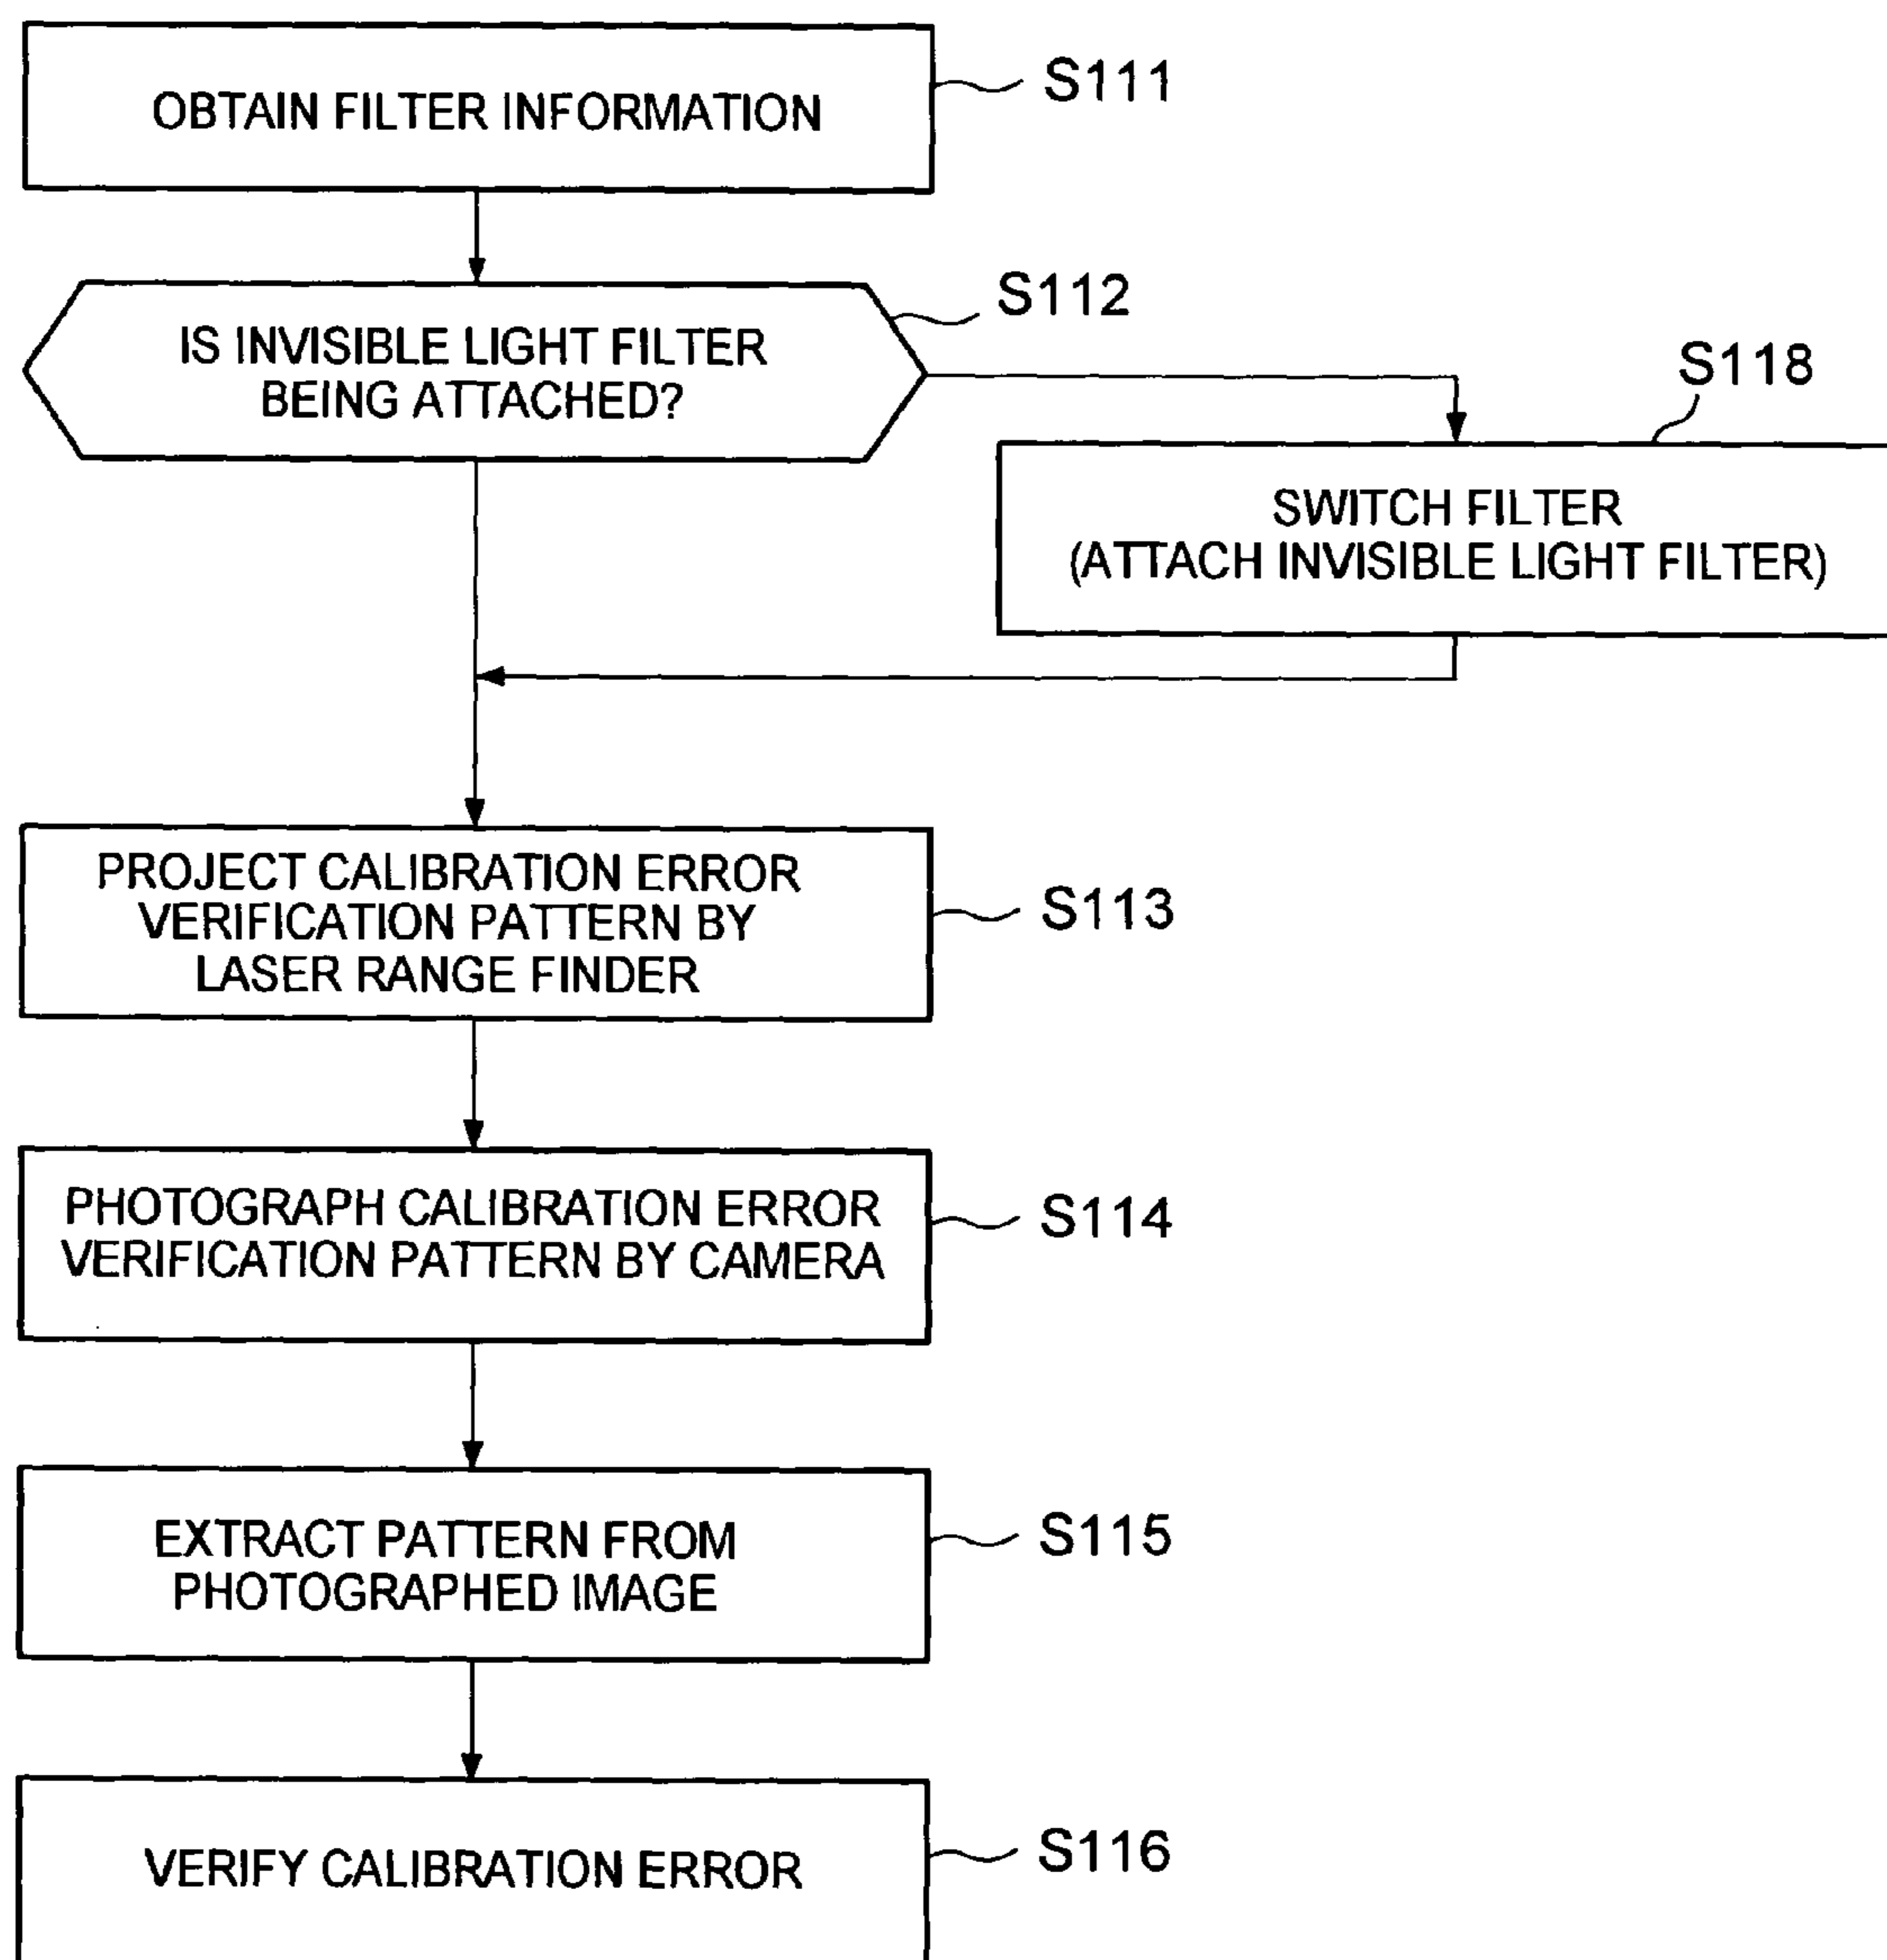 OBTAIN FILTER INFORMATION
S111
IS INVISIBLE LIGHT FILTER
BEING ATTACHED?
S112
S118
SWITCH FILTER
(ATTACH INVISIBLE LIGHT FILTER)
PROJECT CALIBRATION ERROR
VERIFICATION PATTERN BY
LASER RANGE FINDER
S113
PHOTOGRAPH CALIBRATION ERROR
VERIFICATION PATTERN BY CAMERA
S114
EXTRACT PATTERN FROM
PHOTOGRAPHED IMAGE
S115
VERIFY CALIBRATION ERROR
S116